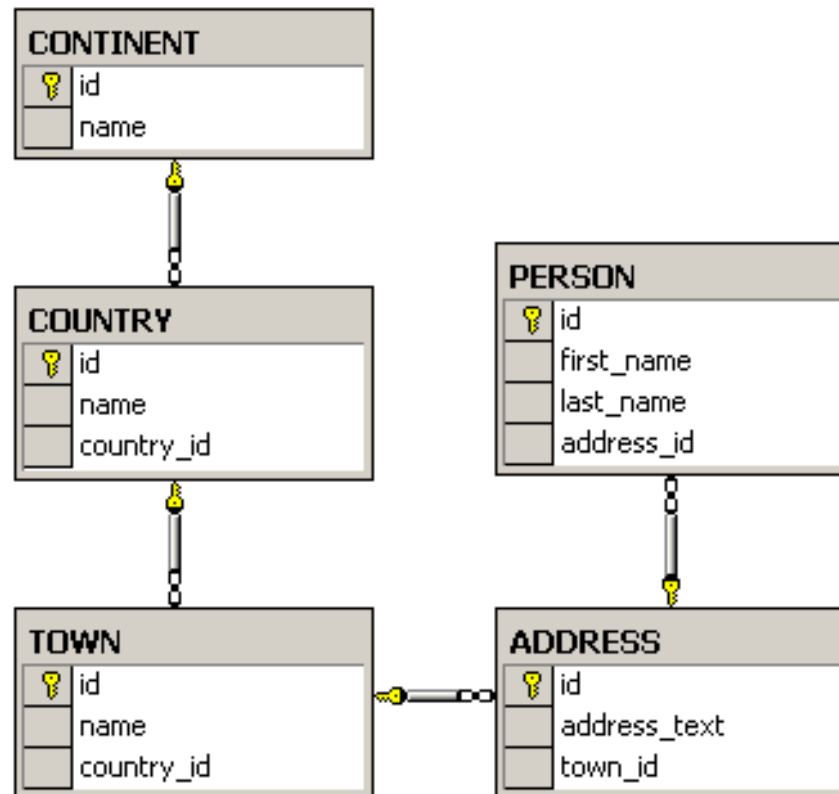 CONTINENT
id
name
COUNTRY
id
name
country_id
TOWN
id
name
country_id
PERSON
id
first_name
last_name
address_id
ADDRESS
id
address_text
town_id